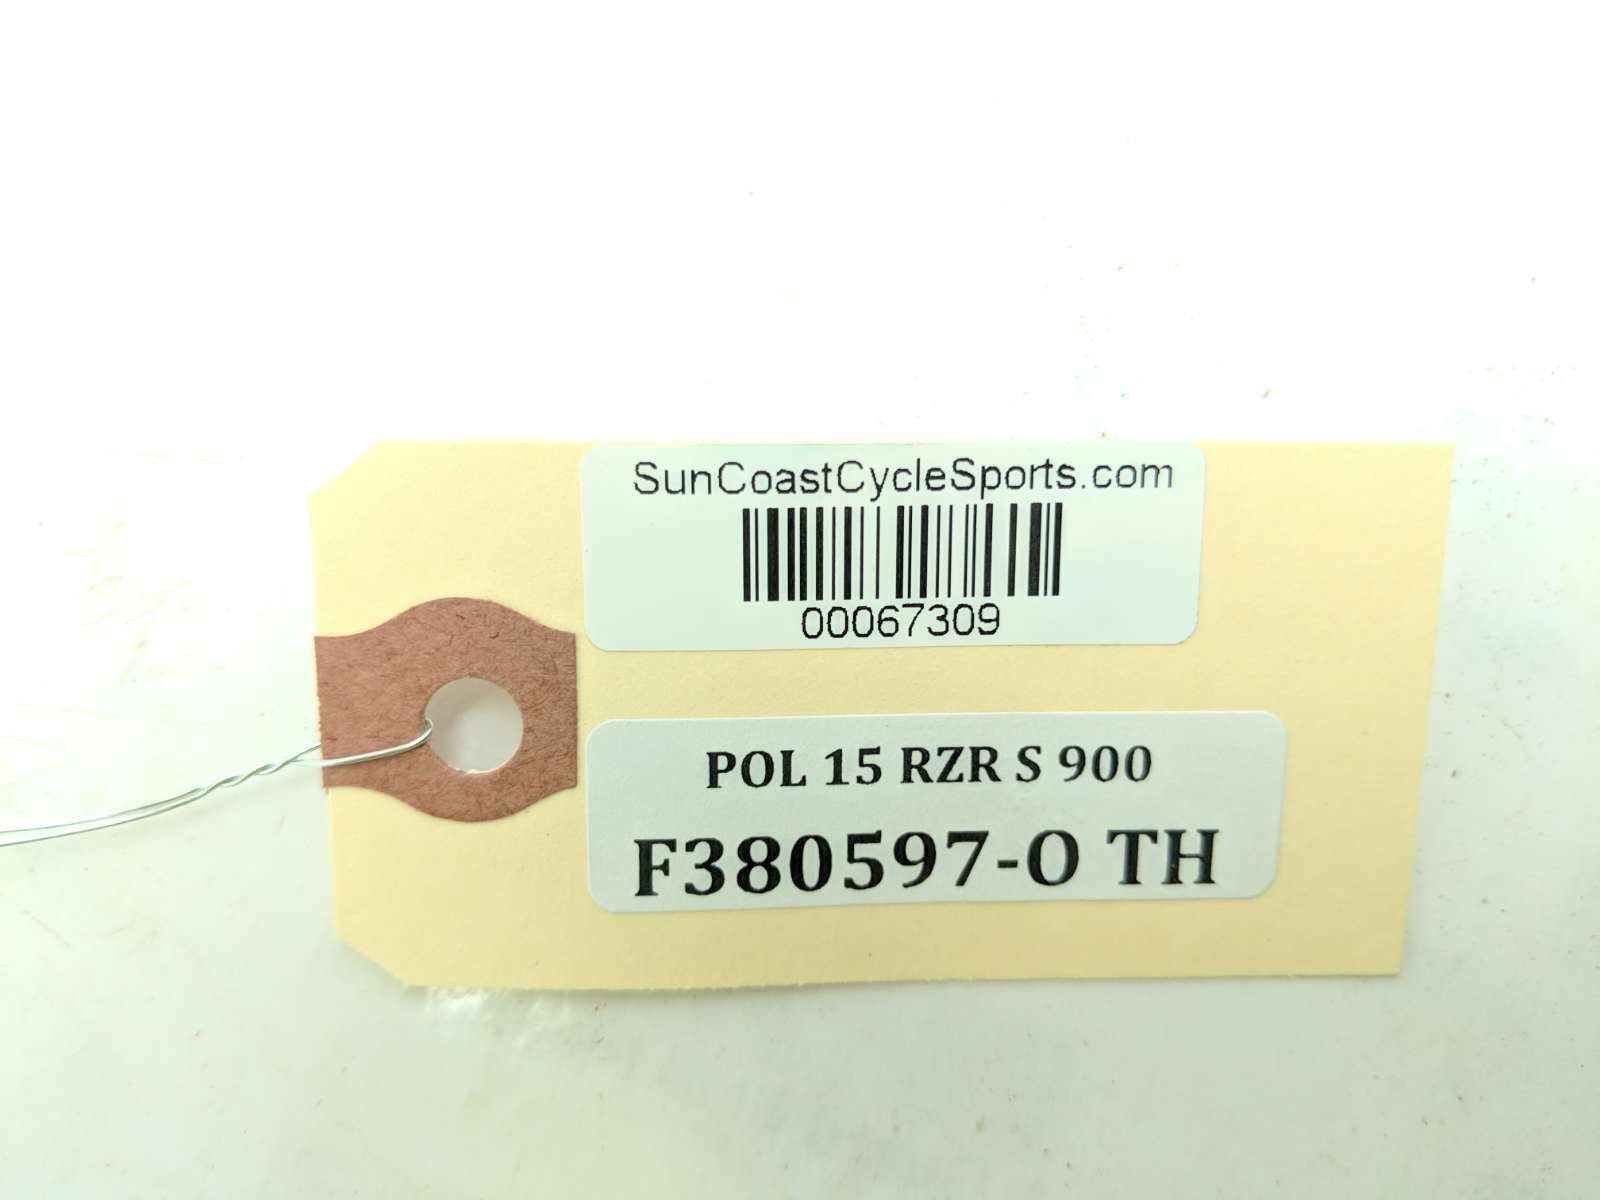 SunCoastCycleSports.com
00067309
POL 15 RZR S 900
F380597-O TH